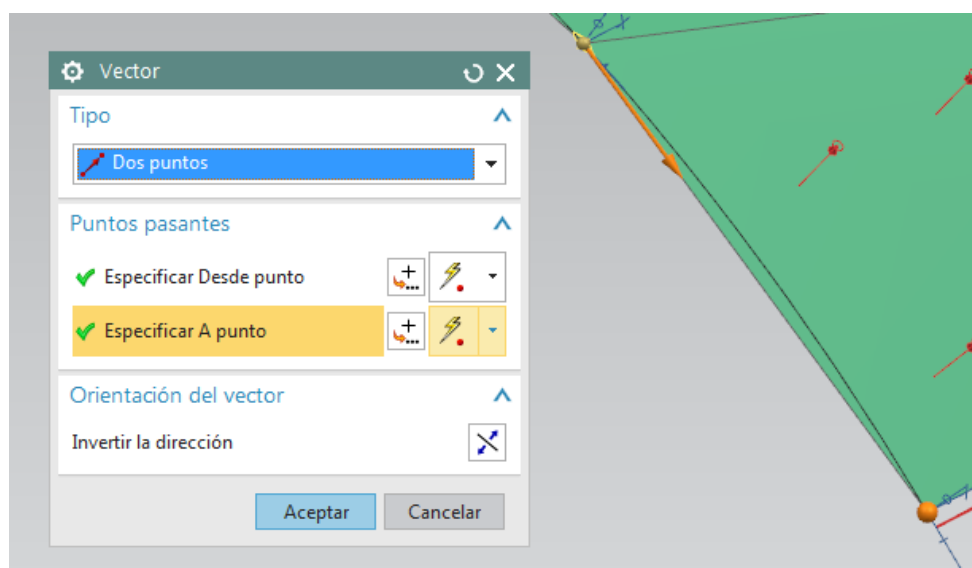 Vector
Tipo
Dos puntos
Puntos pasantes
Especificar Desde punto
Especificar A punto
Orientación del vector
Invertir la dirección
Aceptar Cancelar